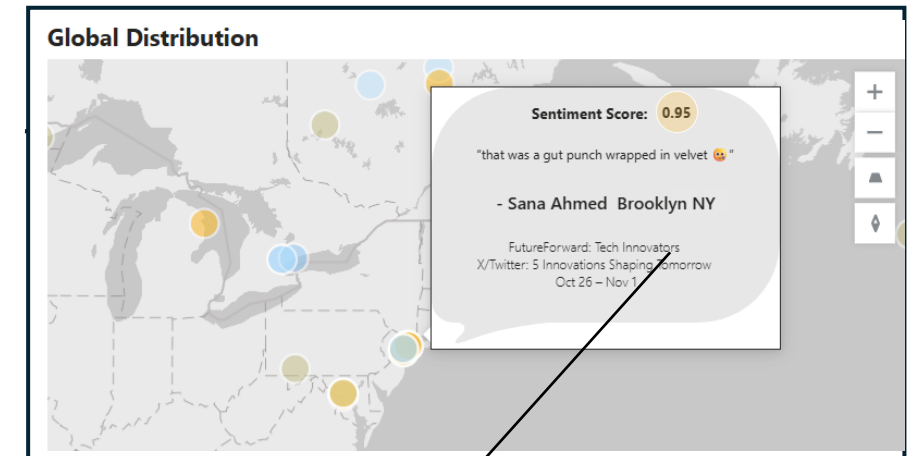 Global Distribution
Sentiment Score: 0.95
"that was a gut punch wrapped in velvet 🤕"
- Sana Ahmed Brooklyn NY
FutureForward: Tech Innovators
X/Twitter: 5 Innovations Shaping Tomorrow
Oct 26 – Nov 1